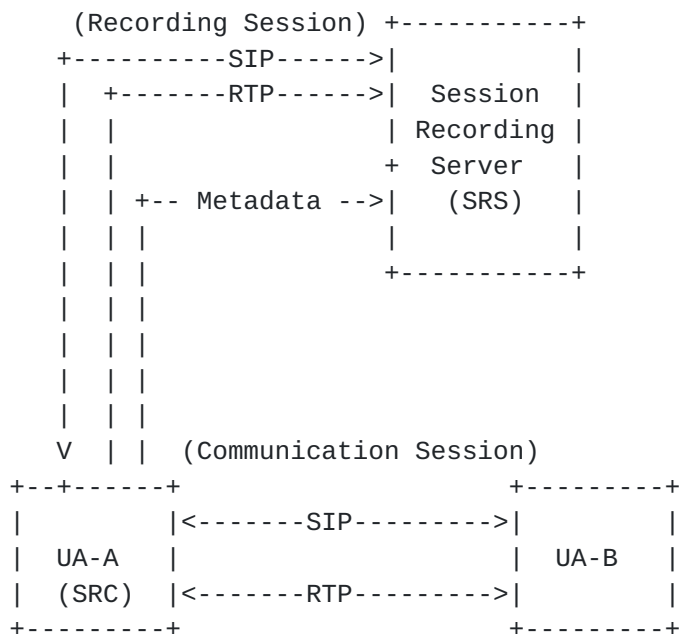 (Recording Session) +-----------+
+----------SIP------>|           |
|  +-------RTP------>|  Session  |
|  |                 | Recording |
|  |                 +  Server   |
|  | +-- Metadata -->|   (SRS)   |
|  | |               |           |
|  | |               +-----------+
|  | |
|  | |
|  | |
|  | |
V  | |  (Communication Session)
+--+------+                    +---------+
|         |<-------SIP--------->|         |
|  UA-A   |                    |  UA-B   |
|  (SRC)  |<-------RTP--------->|         |
+---------+                    +---------+